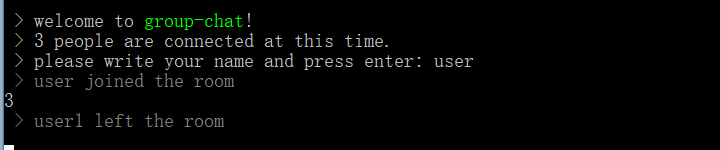 > welcome to group-chat!
> 3 people are connected at this time.
> please write your name and press enter: user
> user joined the room
3
> user1 left the room